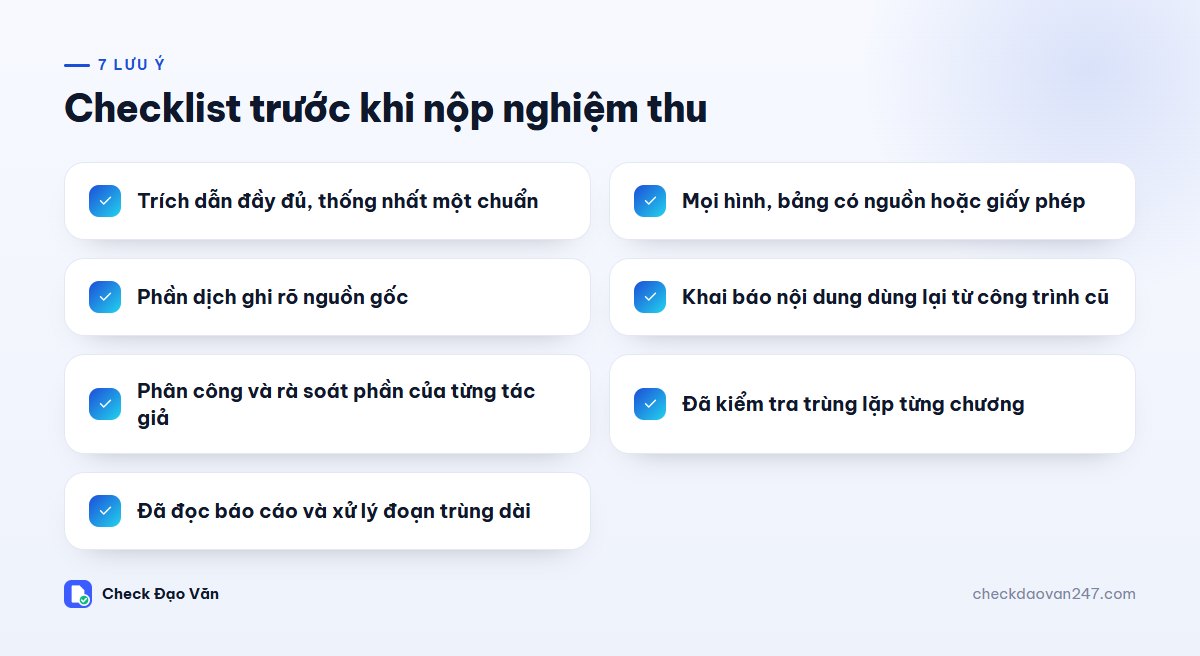 7 LƯU Ý
Checklist trước khi nộp nghiệm thu
Trích dẫn đầy đủ, thống nhất một chuẩn
Mọi hình, bảng có nguồn hoặc giấy phép
Phần dịch ghi rõ nguồn gốc
Khai báo nội dung dùng lại từ công trình cũ
Phân công và rà soát phần của từng tác
giả
Đã kiểm tra trùng lặp từng chương
Đã đọc báo cáo và xử lý đoạn trùng dài
Check Đạo Văn
checkdaovan247.com